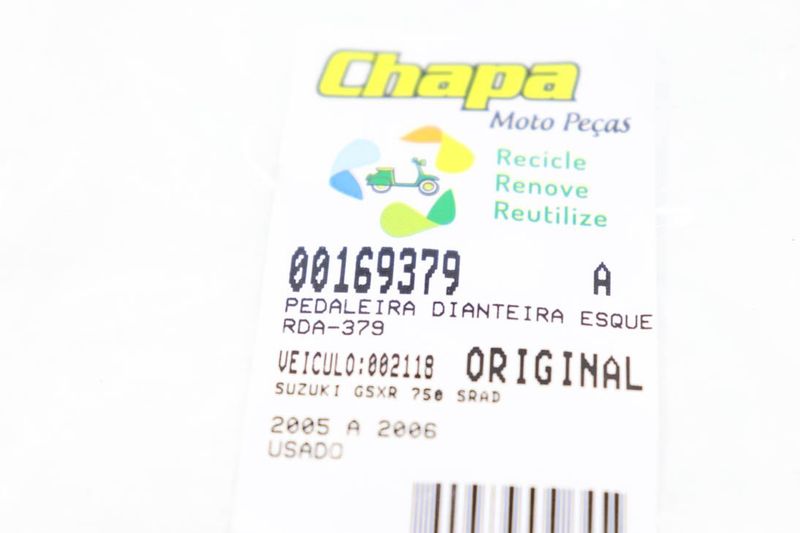 Chapa
Moto Peças
Recicle
Renove
Reutilize
00169379 A
PEDALEIRA DIANTEIRA ESQUE
RDA-379
VEICULO:002118 ORIGINAL
SUZUKI GSXR 750 SRAD
2005 A 2006
USADO